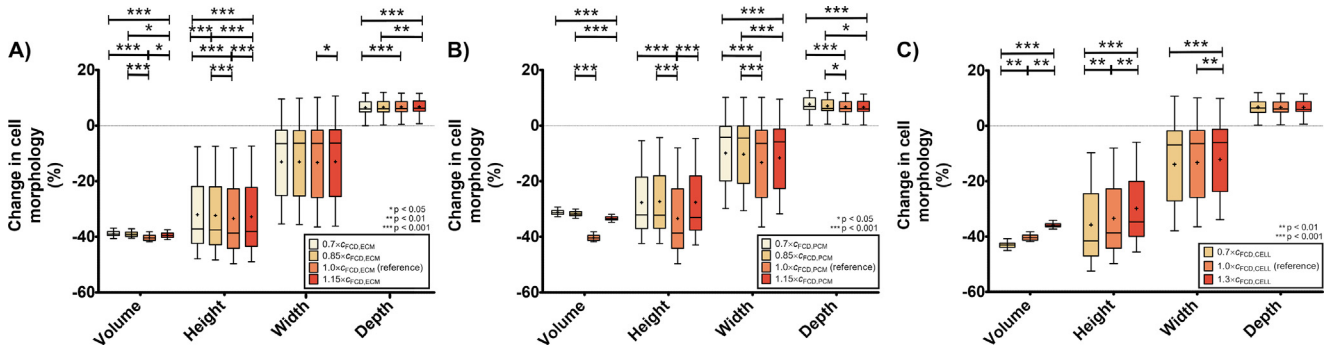 A)
*** *** ***
* *** *** **
*** * *** *** * ***
*** ***
Change in cell morphology (%)
20
0
-20
-40
-60
Volume
Height
Width
Depth
* p < 0.05
** p < 0.01
*** p < 0.001
0.7×cFCD,ECM
0.85×cFCD,ECM
1.0×cFCD,ECM (reference)
1.15×cFCD,ECM
B)
*** *** ***
*** *** *
*** *** *** ***
*** *** *** *
Change in cell morphology (%)
20
0
-20
-40
-60
Volume
Height
Width
Depth
* p < 0.05
*** p < 0.001
0.7×cFCD,PCM
0.85×cFCD,PCM
1.0×cFCD,PCM (reference)
1.15×cFCD,PCM
C)
*** *** ***
** ** ** ** **
Change in cell morphology (%)
20
0
-20
-40
-60
Volume
Height
Width
Depth
** p < 0.01
*** p < 0.001
0.7×cFCD,CELL
1.0×cFCD,CELL (reference)
1.3×cFCD,CELL